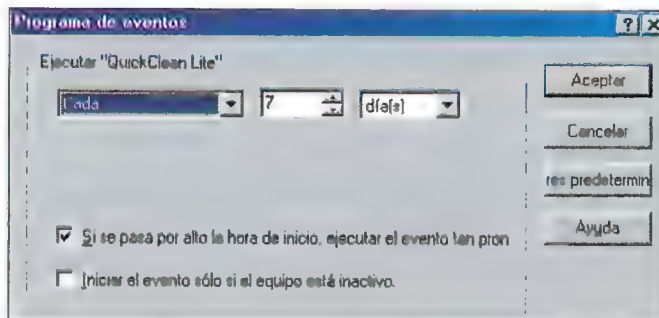 Programa de eventos
Ejecutar "QuickClean Lite"
Cada 7 día(s)
Si se pasa por alto la hora de inicio, ejecutar el evento tan pron
Iniciar el evento sólo si el equipo está inactivo.
Aceptar
Cancelar
res predetermin
Ayuda